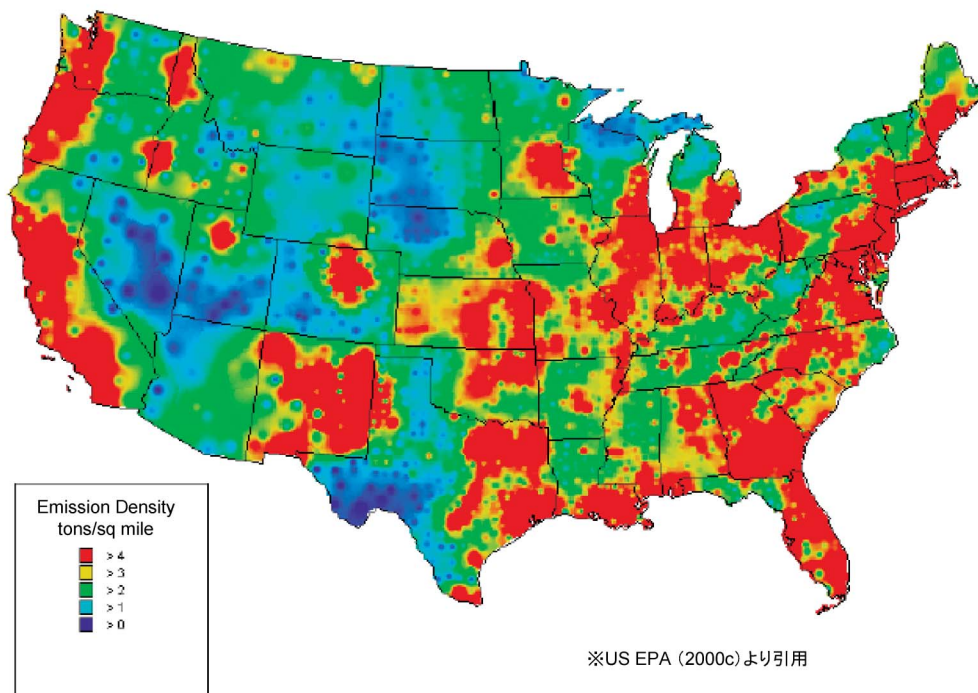 Emission Density
tons/sq mile
> 4
> 3
> 2
> 1
> 0
※US EPA (2000c)より引用